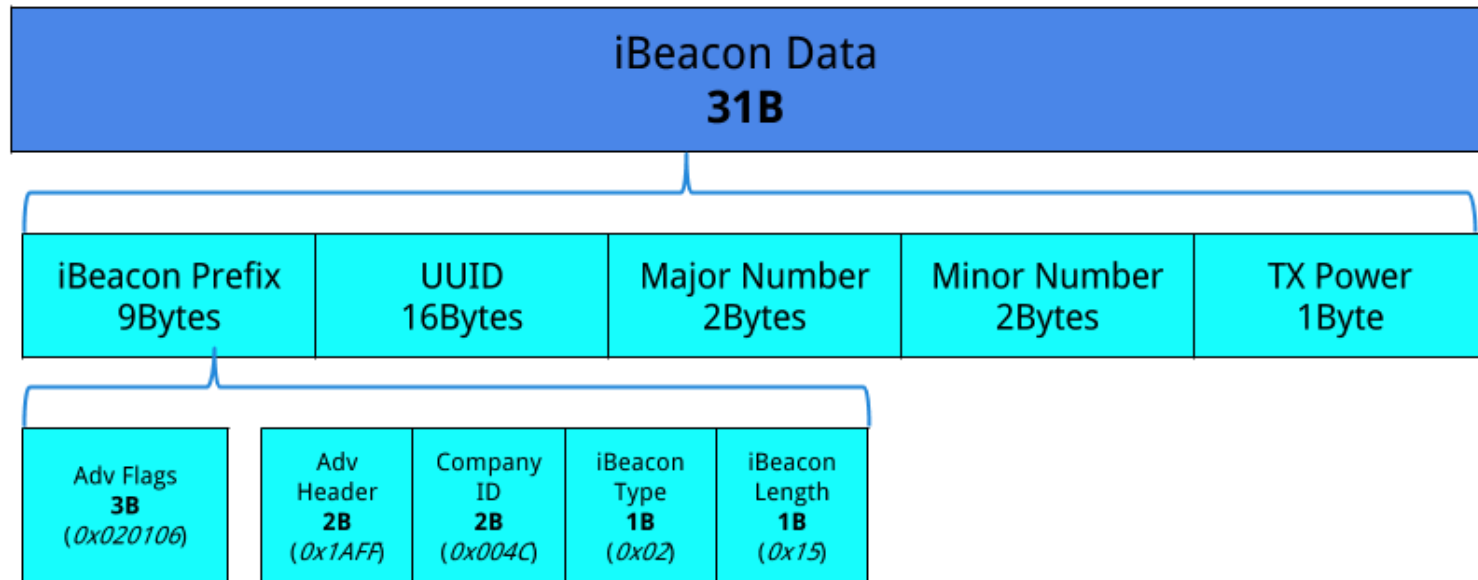 iBeacon Data
31B
iBeacon Prefix
9Bytes
UUID
16Bytes
Major Number
2Bytes
Minor Number
2Bytes
TX Power
1Byte
Adv Flags
3B
(0x020106)
Adv
Header
2B
(0x1AFF)
Company
ID
2B
(0x004C)
iBeacon
Type
1B
(0x02)
iBeacon
Length
1B
(0x15)